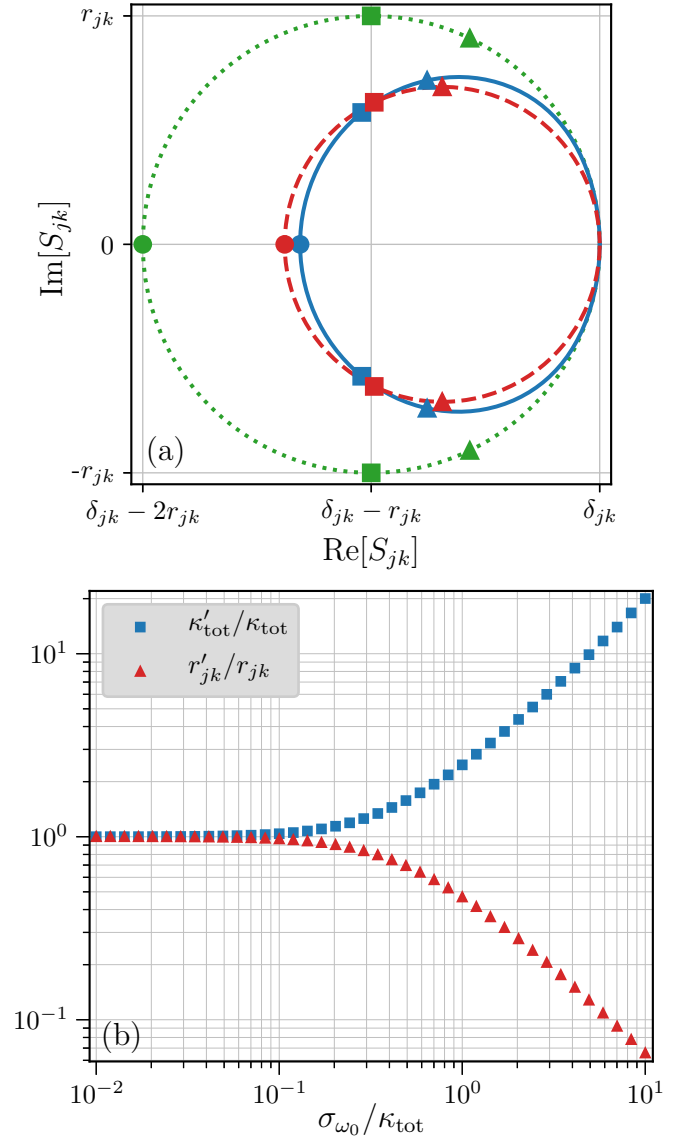 r_{jk}
Im[S_{jk}]
0
-r_{jk}
(a)
δ_{jk} − 2r_{jk}
δ_{jk} − r_{jk}
δ_{jk}
Re[S_{jk}]
κ′_{tot}/κ_{tot}
r′_{jk}/r_{jk}
10^1
10^0
10^{−1}
(b)
10^{−2}
10^{−1}
10^0
10^1
σ_{ω_0}/κ_{tot}